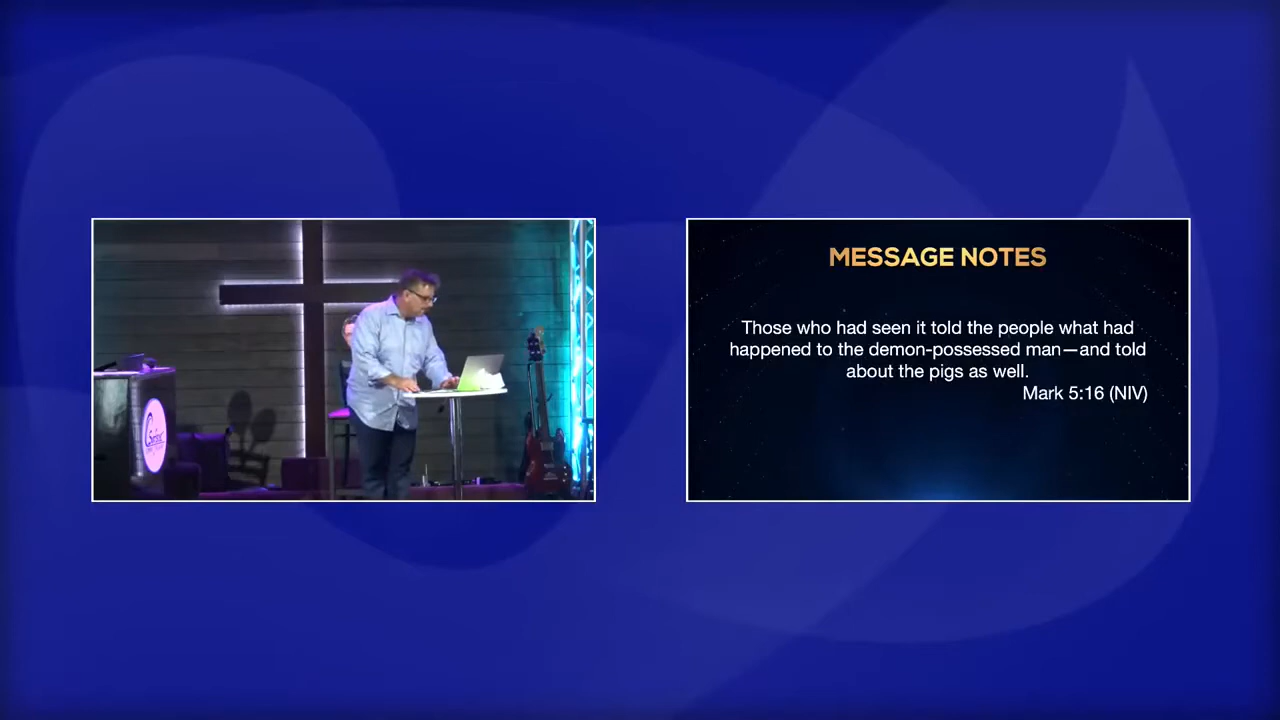 MESSAGE NOTES
Those who had seen it told the people what had
happened to the demon-possessed man—and told
about the pigs as well.
Mark 5:16 (NIV)